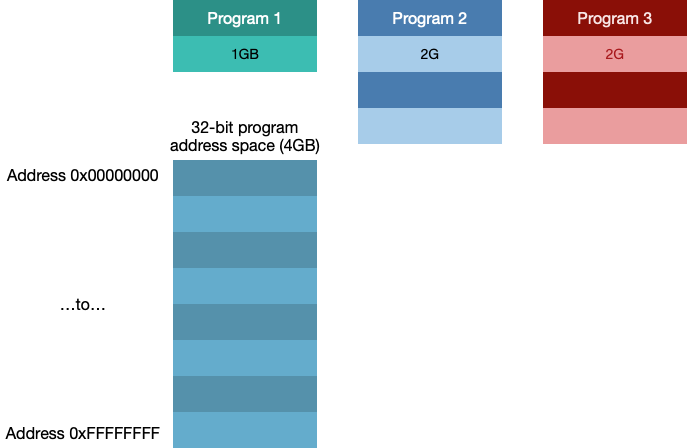 Program 1
Program 2
Program 3
1GB
2G
2G
32-bit program
address space (4GB)
Address 0x00000000
...to...
Address 0xFFFFFFFF